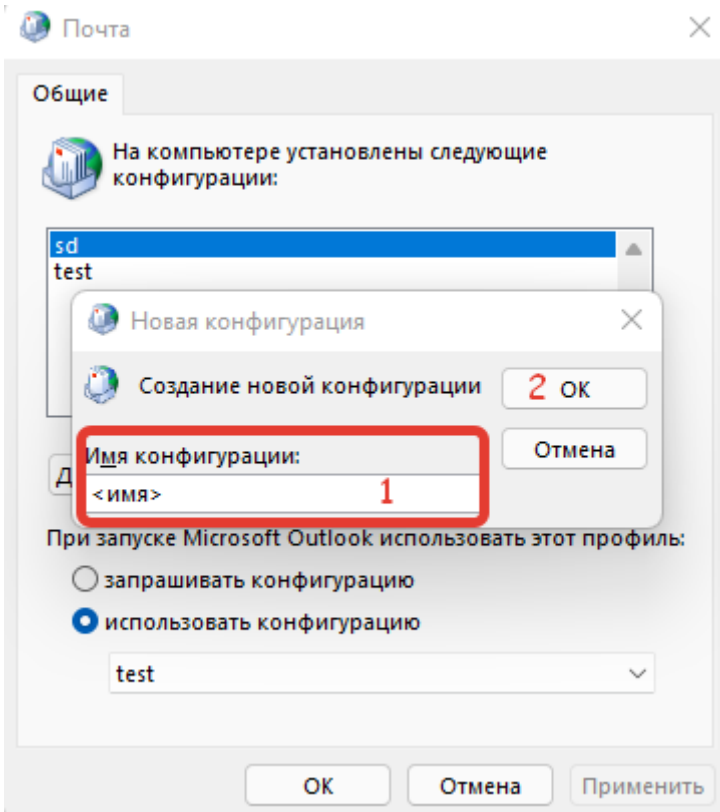 Почта
Общие
На компьютере установлены следующие
конфигурации:
sd
test
Новая конфигурация
Создание новой конфигурации
2 ОК
Имя конфигурации:
Отмена
Д
<имя> 1
При запуске Microsoft Outlook использовать этот профиль:
запрашивать конфигурацию
использовать конфигурацию
test
ОК
Отмена
Применить